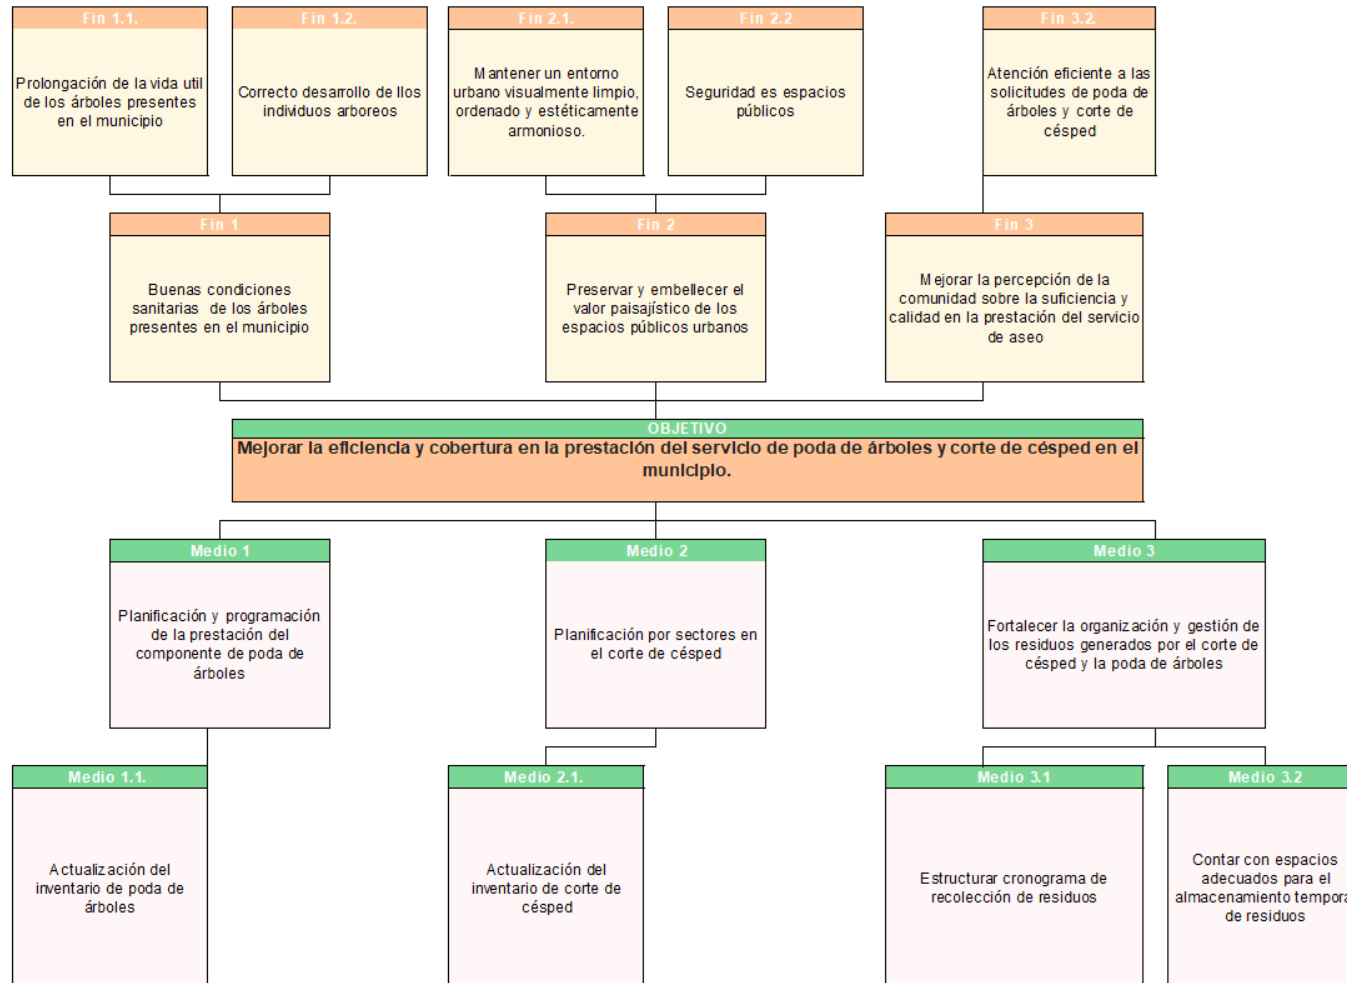 Fin 1.1.
Prolongación de la vida util
de los árboles presentes
en el municipio
Fin 1.2.
Correcto desarrollo de llos
individuos arboreos
Fin 2.1.
Mantener un entorno
urbano visualmente limpio,
ordenado y estéticamente
armonioso.
Fin 2.2
Seguridad es espacios
públicos
Fin 3.2.
Atención eficiente a las
solicitudes de poda de
árboles y corte de
césped
Fin 1
Buenas condiciones
sanitarias de los árboles
presentes en el municipio
Fin 2
Preservar y embellecer el
valor paisajístico de los
espacios públicos urbanos
Fin 3
Mejorar la percepción de la
comunidad sobre la suficiencia y
calidad en la prestación del servicio
de aseo
OBJETIVO
Mejorar la eficiencia y cobertura en la prestación del servicio de poda de árboles y corte de césped en el
municipio.
Medio 1
Planificación y programación
de la prestación del
componente de poda de
árboles
Medio 2
Planificación por sectores en
el corte de césped
Medio 3
Fortalecer la organización y gestión de
los residuos generados por el corte de
césped y la poda de árboles
Medio 1.1.
Actualización del
inventario de poda de
árboles
Medio 2.1.
Actualización del
inventario de corte de
césped
Medio 3.1
Estructurar cronograma de
recolección de residuos
Medio 3.2
Contar con espacios
adecuados para el
almacenamiento tempora
de residuos